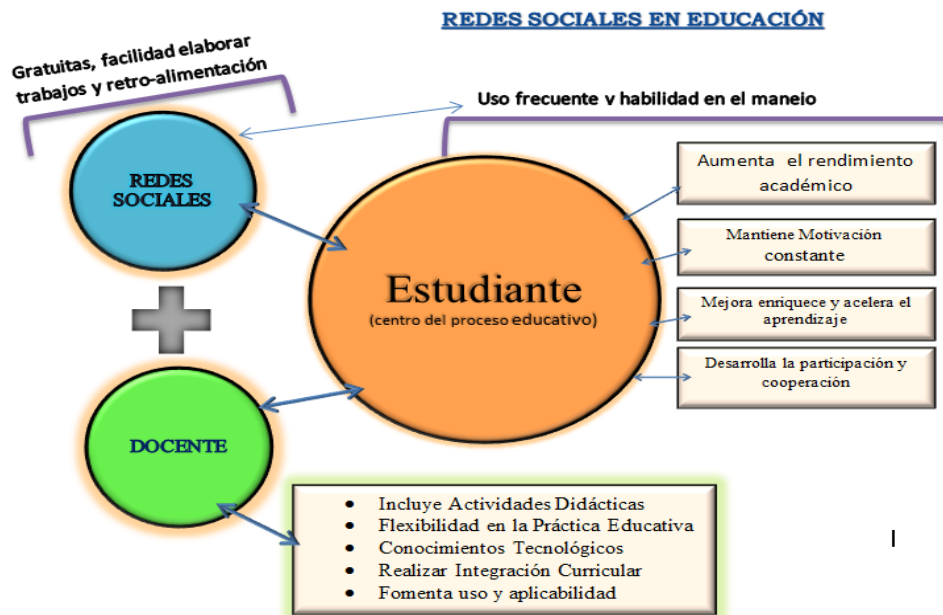 REDES SOCIALES EN EDUCACIÓN
Gratuitas, facilidad elaborar
trabajos y retro-alimentación
Uso frecuente v habilidad en el maneio
REDES
SOCIALES
Aumenta el rendimiento
académico
Mantiene Motivación
constante
Estudiante
(centro del proceso educativo)
Mejora enriquece y acelera el
aprendizaje
Desarrolla la participación y
cooperación
DOCENTE
• Incluye Actividades Didácticas
• Flexibilidad en la Práctica Educativa
• Conocimientos Tecnológicos
• Realizar Integración Curricular
• Fomenta uso y aplicabilidad
I